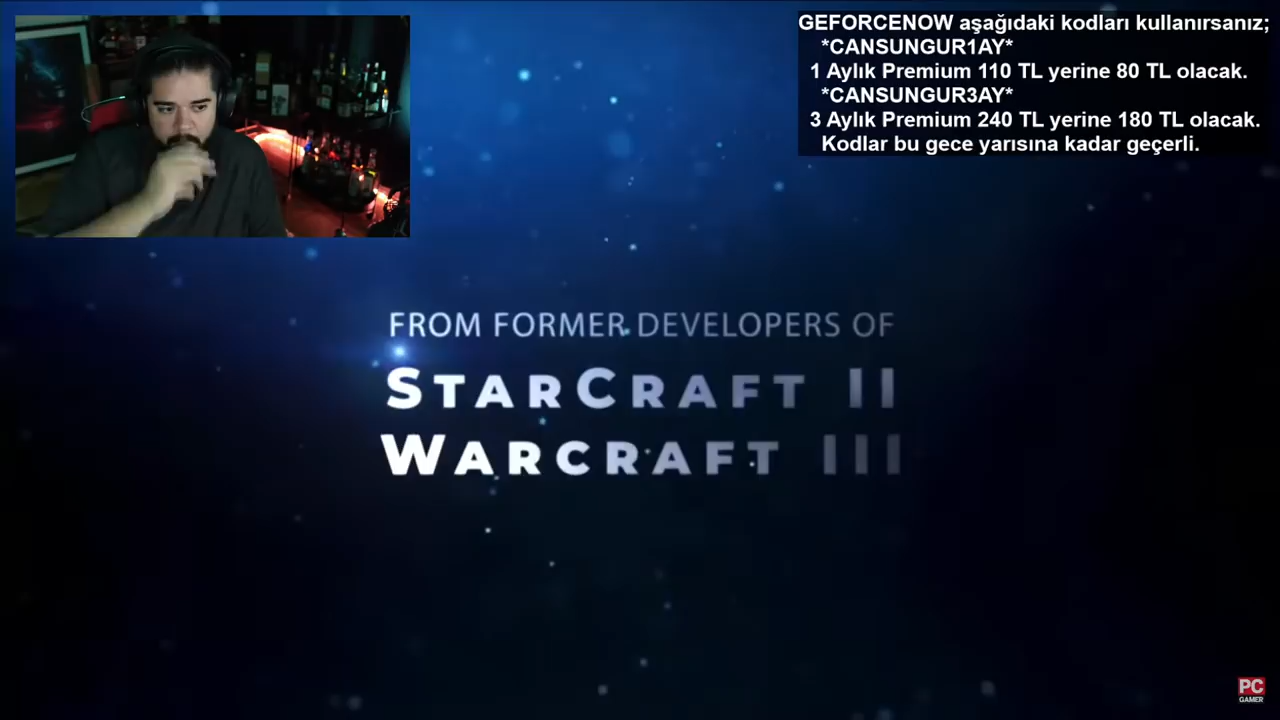 GEFORCENOW aşağıdaki kodları kullanırsanız;
*CANSUNGUR1AY*
1 Aylık Premium 110 TL yerine 80 TL olacak.
*CANSUNGUR3AY*
3 Aylık Premium 240 TL yerine 180 TL olacak.
Kodlar bu gece yarısına kadar geçerli.
FROM FORMER DEVELOPERS OF
STARCRAFT II
WARCRAFT III
PC
GAMER